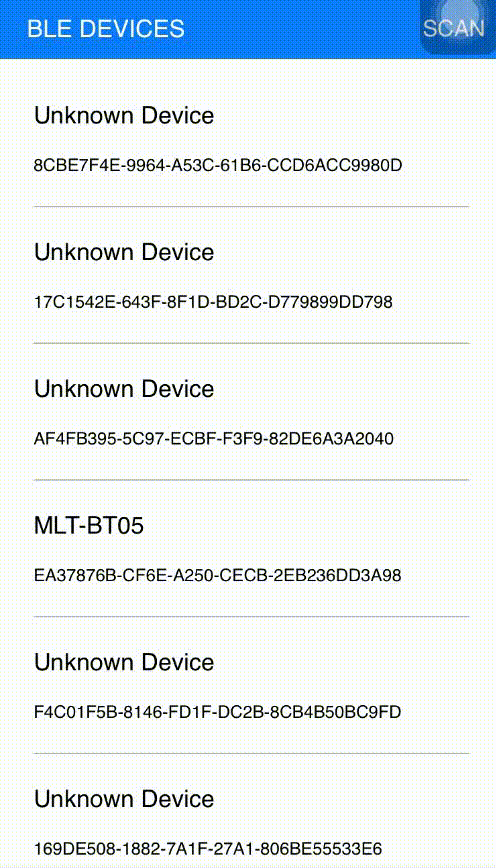 BLE DEVICES
SCAN
Unknown Device
8CBE7F4E-9964-A53C-61B6-CCD6ACC9980D
Unknown Device
17C1542E-643F-8F1D-BD2C-D779899DD798
Unknown Device
AF4FB395-5C97-ECBF-F3F9-82DE6A3A2040
MLT-BT05
EA37876B-CF6E-A250-CECB-2EB236DD3A98
Unknown Device
F4C01F5B-8146-FD1F-DC2B-8CB4B50BC9FD
Unknown Device
169DE508-1882-7A1F-27A1-806BE55533E6